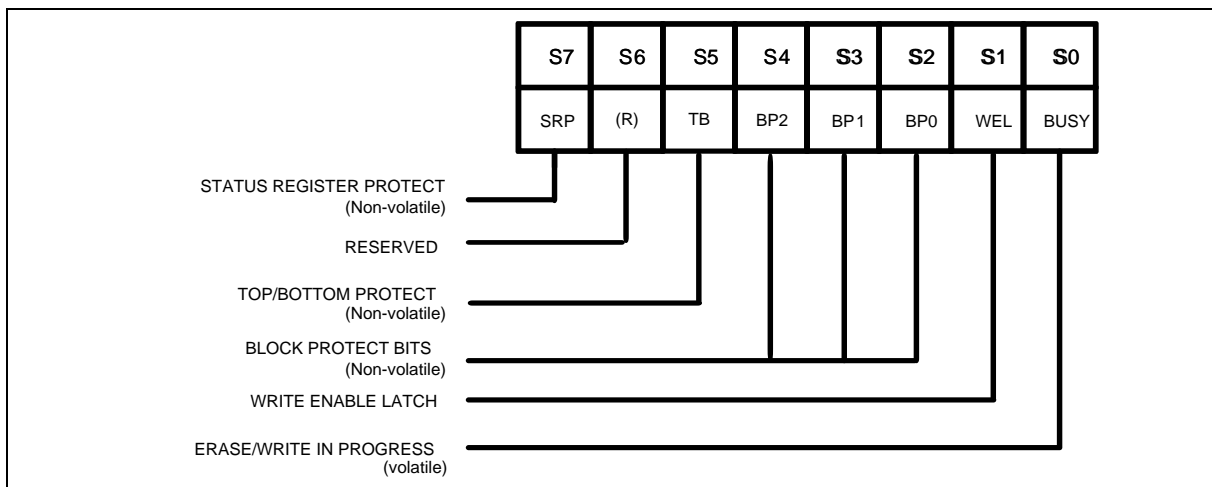 S7 S6 S5 S4 S3 S2 S1 S0
SRP (R) TB BP2 BP1 BP0 WEL BUSY
STATUS REGISTER PROTECT
(Non-volatile)
RESERVED
TOP/BOTTOM PROTECT
(Non-volatile)
BLOCK PROTECT BITS
(Non-volatile)
WRITE ENABLE LATCH
ERASE/WRITE IN PROGRESS
(volatile)